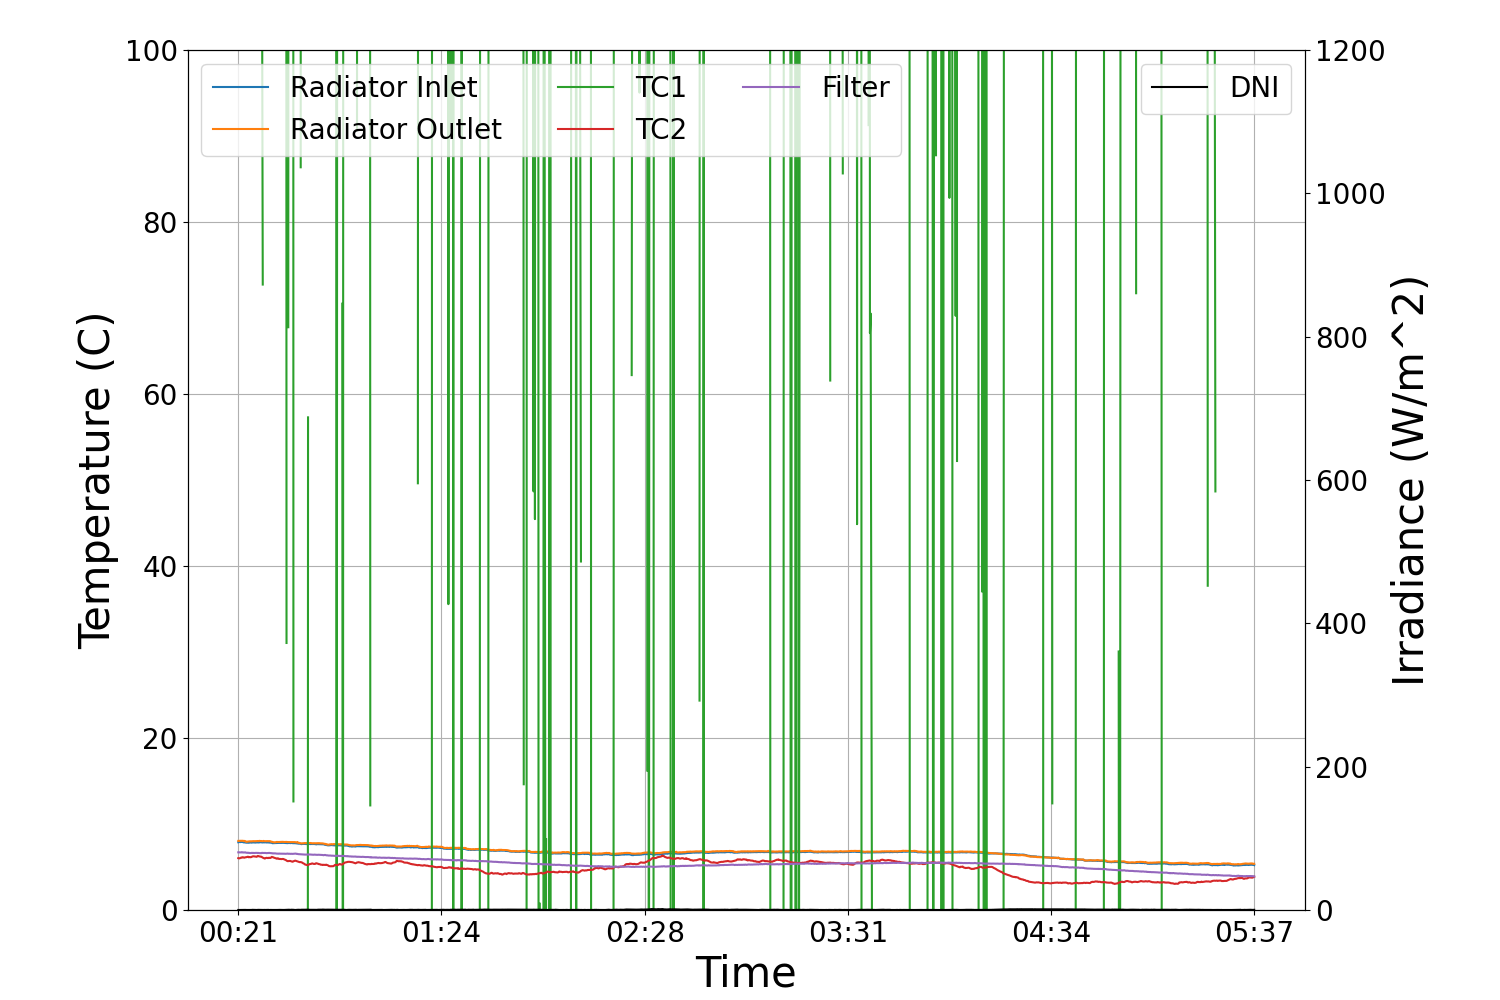 Radiator Inlet
Radiator Outlet
TC1
TC2
Filter
DNI
Temperature (C)
100
80
60
40
20
0
1200
1000
800
600
400
200
0
Irradiance (W/m^2)
00:21 01:24 02:28 03:31 04:34 05:37
Time